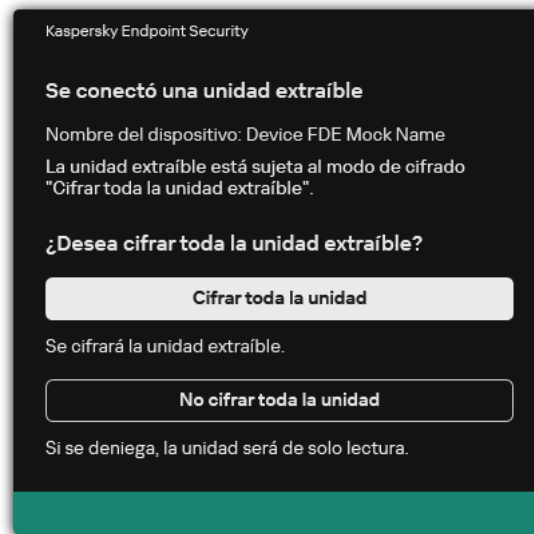 Kaspersky Endpoint Security
Se conectó una unidad extraíble
Nombre del dispositivo: Device FDE Mock Name
La unidad extraíble está sujeta al modo de cifrado
"Cifrar toda la unidad extraíble".
¿Desea cifrar toda la unidad extraíble?
Cifrar toda la unidad
Se cifrará la unidad extraíble.
No cifrar toda la unidad
Si se deniega, la unidad será de solo lectura.